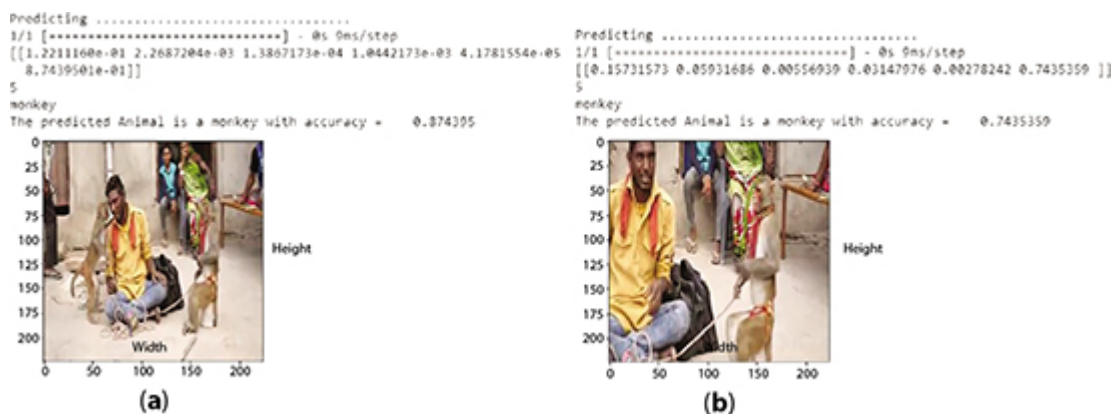 Predicting ..................................
1/1 [==============================] - 0s 9ms/step
[[1.2211160e-01 2.2687204e-03 1.3867173e-04 1.0442173e-03 4.1781554e-05
8.7439501e-01]]
5
monkey
The predicted Animal is a monkey with accuracy = 0.874395
0
25
50
75
100
125
150
175
200
Height
Width
0 50 100 150 200
(a)
Predicting ..................................
1/1 [==============================] - 0s 9ms/step
[[0.15731573 0.05931686 0.00556939 0.03147976 0.00278242 0.7435359 ]]
5
monkey
The predicted Animal is a monkey with accuracy = 0.7435359
0
25
50
75
100
125
150
175
200
Height
Width
0 50 100 150 200
(b)